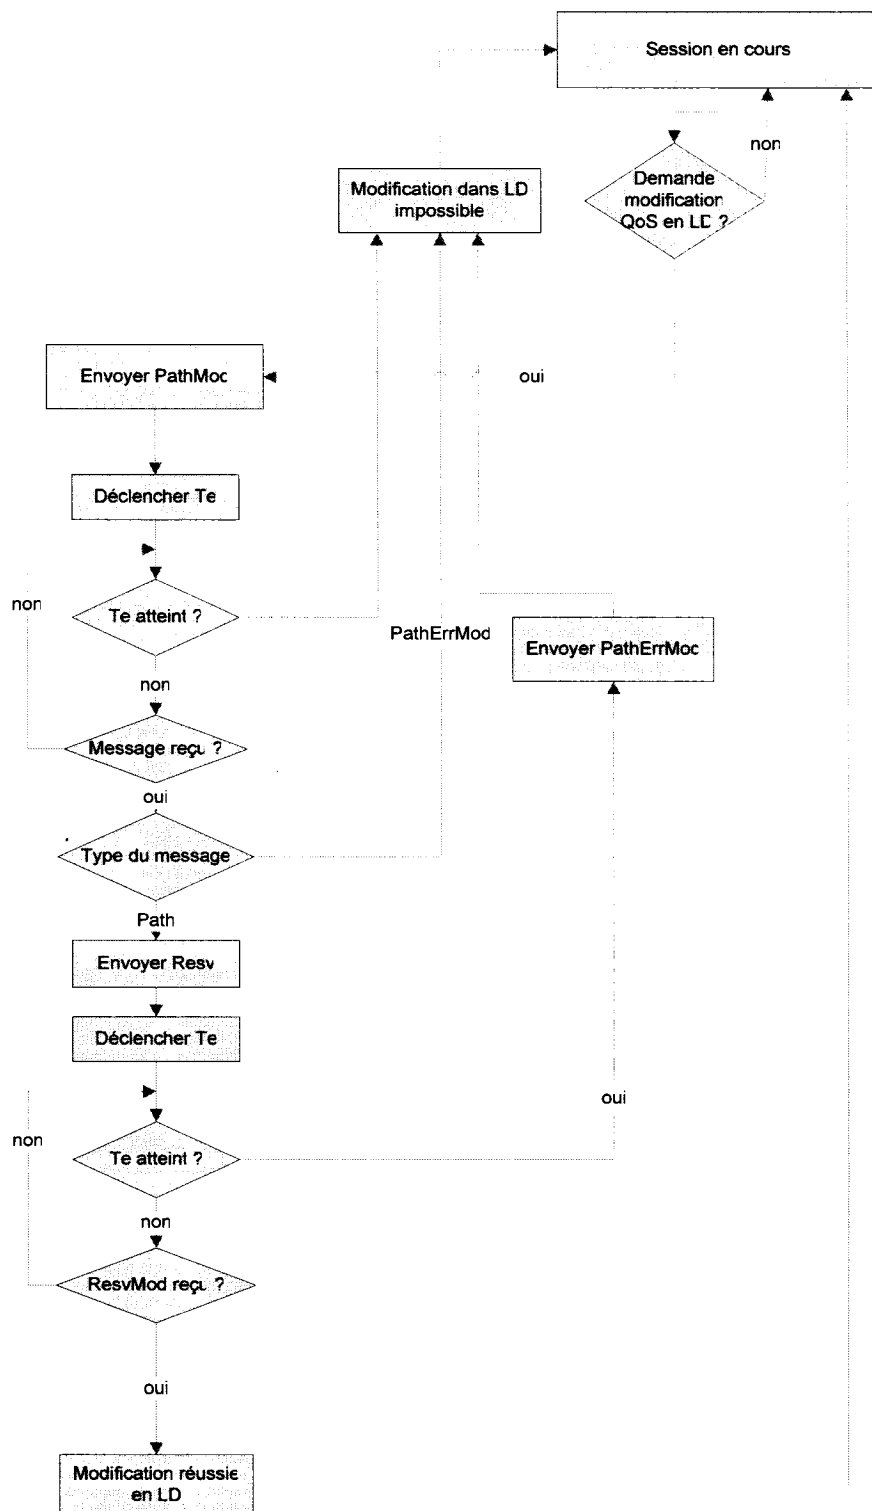 Session en cours
non
Demande
modification
QoS en LD ?
Modification dans LD
impossible
Envoyer PathMod
oui
Déclencher Te
non
Te atteint ?
PathErrMod
Envoyer PathErrMod
non
Message reçu ?
oui
Type du message
Path
Envoyer Resv
Déclencher Te
oui
non
Te atteint ?
non
ResvMod reçu ?
oui
Modification réussie
en LD